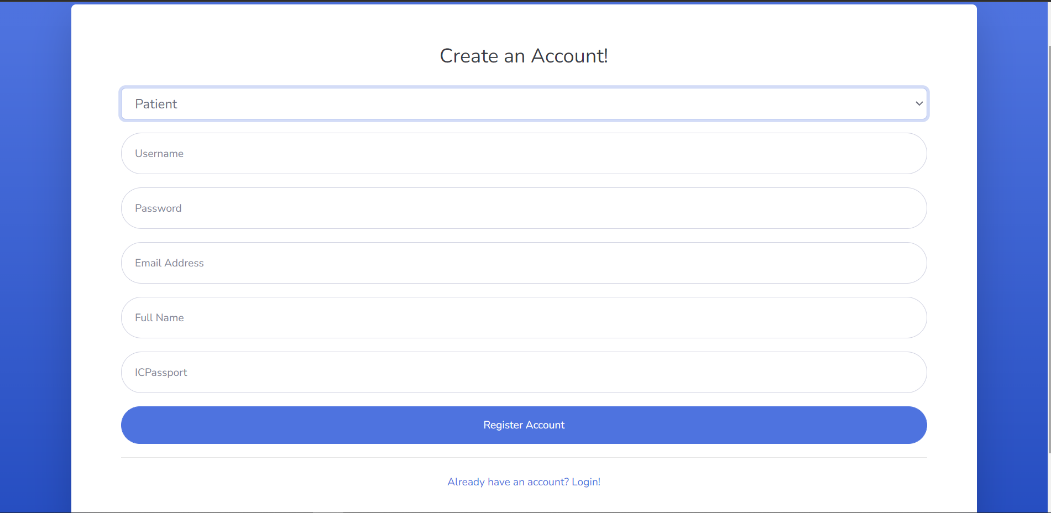 Create an Account!
Patient
Username
Password
Email Address
Full Name
ICPassport
Register Account
Already have an account? Login!